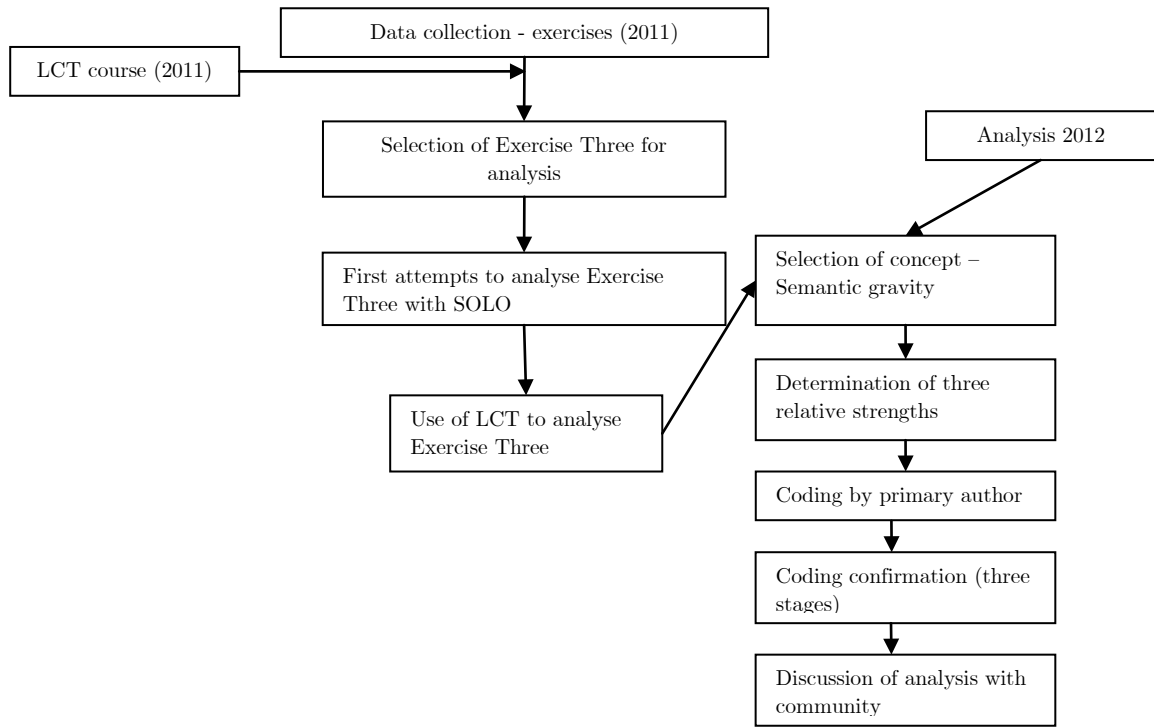 Data collection - exercises (2011)
LCT course (2011)
Selection of Exercise Three for
analysis
First attempts to analyse Exercise
Three with SOLO
Use of LCT to analyse
Exercise Three
Analysis 2012
Selection of concept –
Semantic gravity
Determination of three
relative strengths
Coding by primary author
Coding confirmation (three
stages)
Discussion of analysis with
community